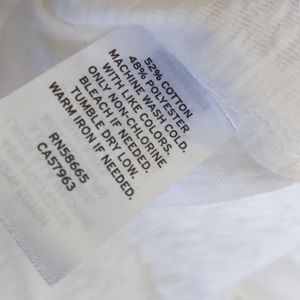 52% COTTON
48% POLYESTER
MACHINE WASH COLD.
WITH LIKE COLORS.
ONLY NON-CHLORINE
BLEACH IF NEEDED.
TUMBLE DRY LOW.
WARM IRON IF NEEDED.
RN58665
CA57963